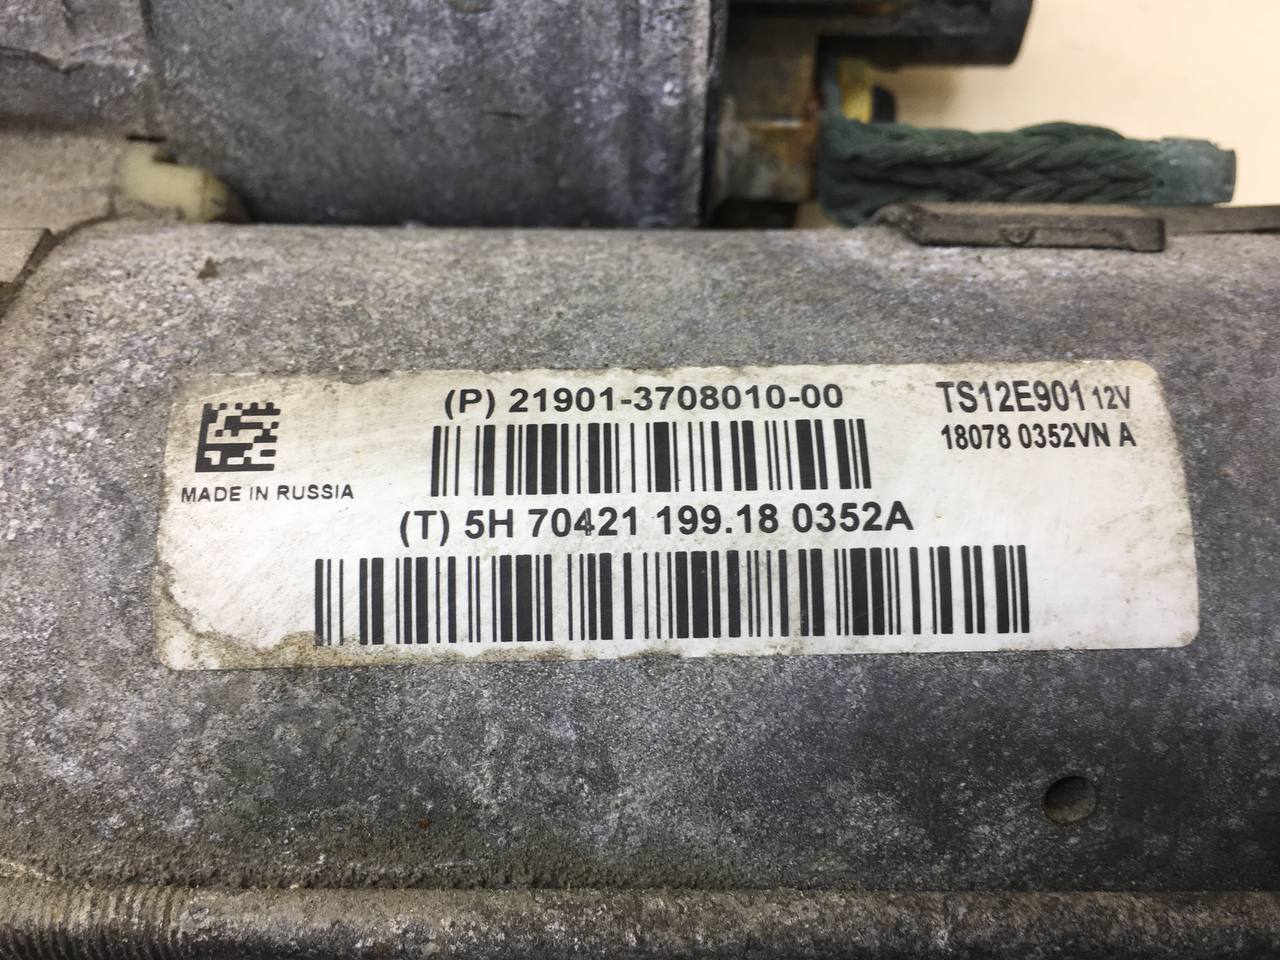 (P) 21901-3708010-00
TS12E901 12V
18078 0352VN A
MADE IN RUSSIA
(T) 5H 70421 199.18 0352A